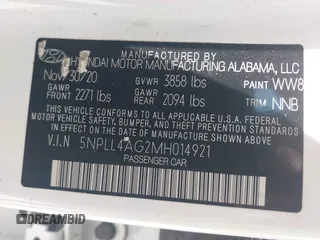 MANUFACTURED BY
HYUNDAI MOTOR MANUFACTURING ALABAMA, LLC
Nov/30/20 GVWR 3858 lbs PAINT WW8
GAWR FRONT 2271 lbs GAWR REAR 2094 lbs TRIM NNB
THIS VEHICLE CONFORMS TO ALL APPLICABLE U.S. FEDERAL
MOTOR VEHICLE SAFETY, BUMPER, AND THEFT PREVENTION
STANDARDS IN EFFECT ON THE DATE OF MANUFACTURE
SHOWN ABOVE.
V.I.N 5NPLL4AG2MH014921
PASSENGER CAR
AUTOBIDMASTER